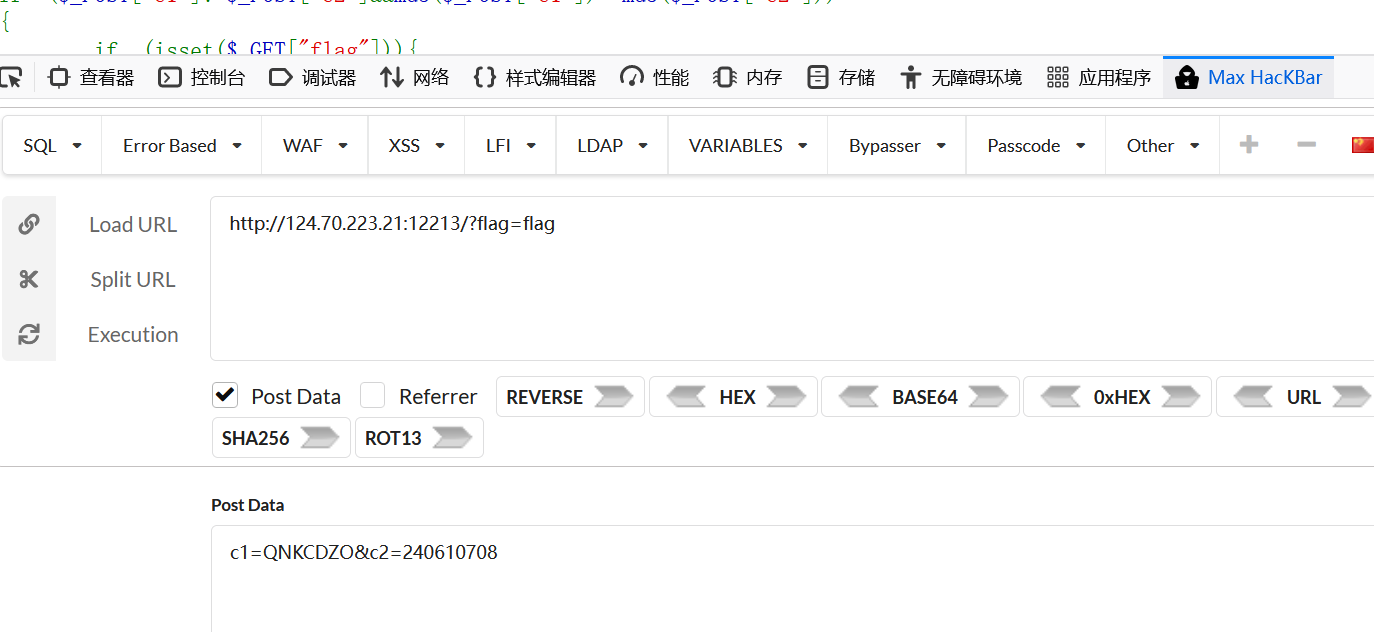 {
if (isset($_GET["flag"])){
查看器 控制台 调试器 网络 样式编辑器 性能 内存 存储 无障碍环境 应用程序 Max HacKBar
SQL Error Based WAF XSS LFI LDAP VARIABLES Bypasser Passcode Other
Load URL
http://124.70.223.21:12213/?flag=flag
Split URL
Execution
Post Data Referrer REVERSE HEX BASE64 0xHEX URL
SHA256 ROT13
Post Data
c1=QNKCDZO&c2=240610708